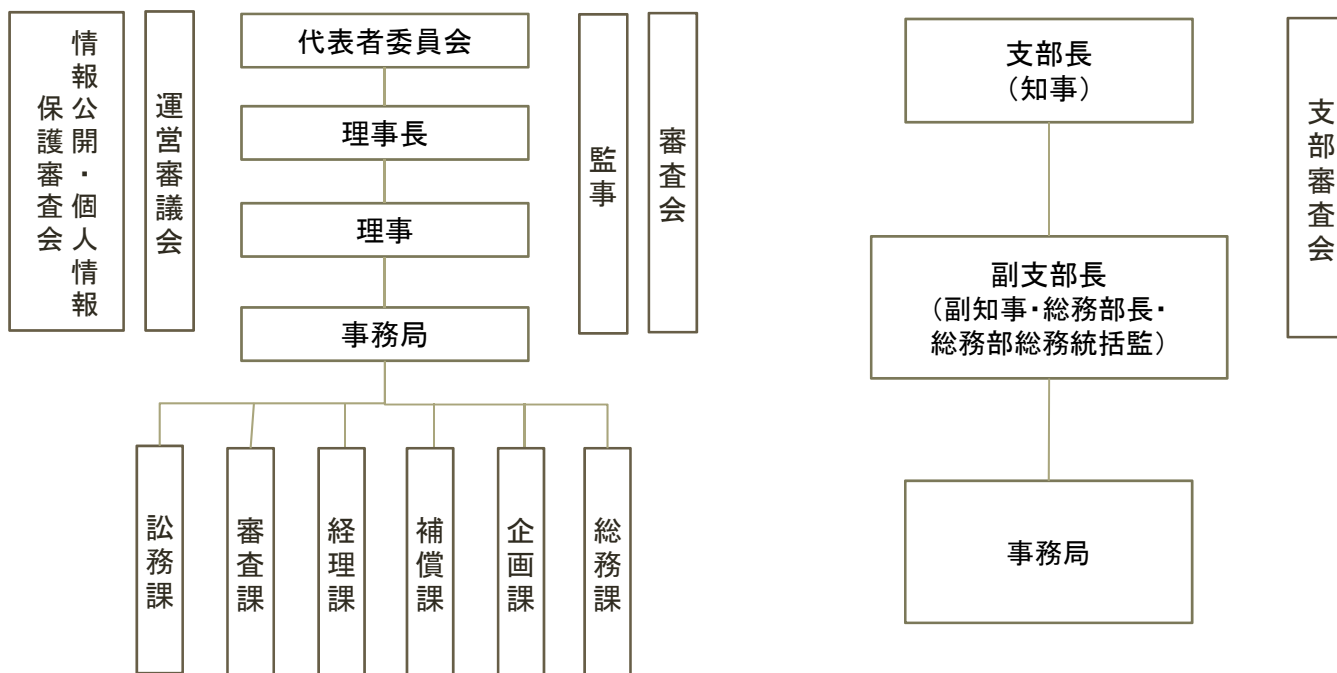 情報公開・個人情報
保護審査会
運営審議会
代表者委員会
理事長
理事
事務局
監事
審査会
訟務課
審査課
経理課
補償課
企画課
総務課
支部長
（知事）
副支部長
（副知事・総務部長・
総務部総務統括監）
事務局
支部審査会